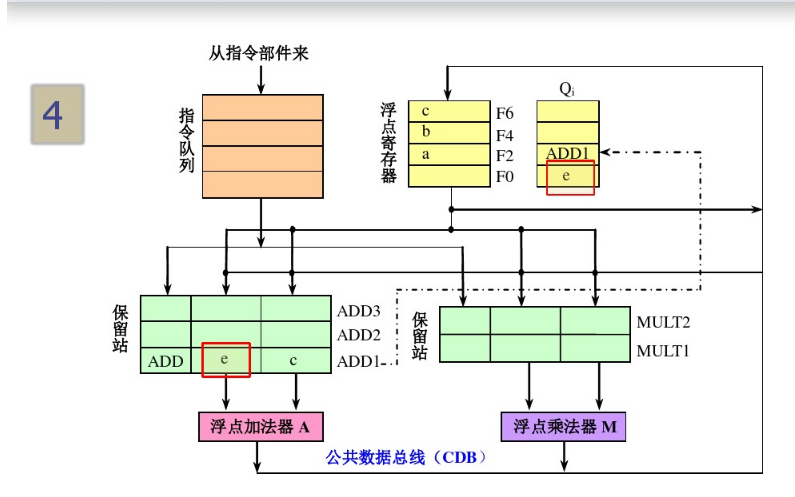 4
从指令部件来
指令队列
浮点寄存器
c
F6
b
F4
a
F2
F0
Qi
ADD1
e
保留站
ADD3
ADD2
ADD
e
c
ADD1
保留站
MULT2
MULT1
浮点加法器 A
浮点乘法器 M
公共数据总线（CDB）